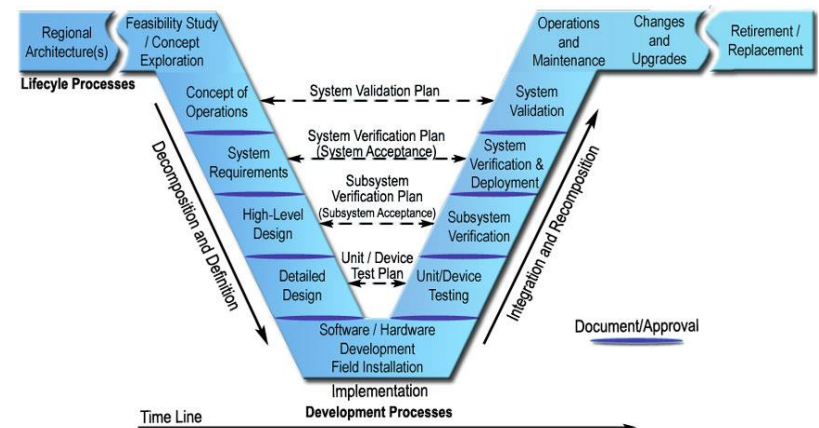 Regional
Architecture(s)
Feasibility Study
/ Concept
Exploration
Operations
and
Maintenance
Changes
and
Upgrades
Retirement /
Replacement
Lifecyle Processes
Concept of
Operations
System Validation Plan
System
Validation
System
Requirements
System Verification Plan
(System Acceptance)
System
Verification &
Deployment
High-Level
Design
Subsystem
Verification Plan
(Subsystem Acceptance)
Subsystem
Verification
Detailed
Design
Unit / Device
Test Plan
Unit/Device
Testing
Decomposition and Definition
Integration and Recomposition
Software / Hardware
Development
Field Installation
Document/Approval
Implementation
Development Processes
Time Line